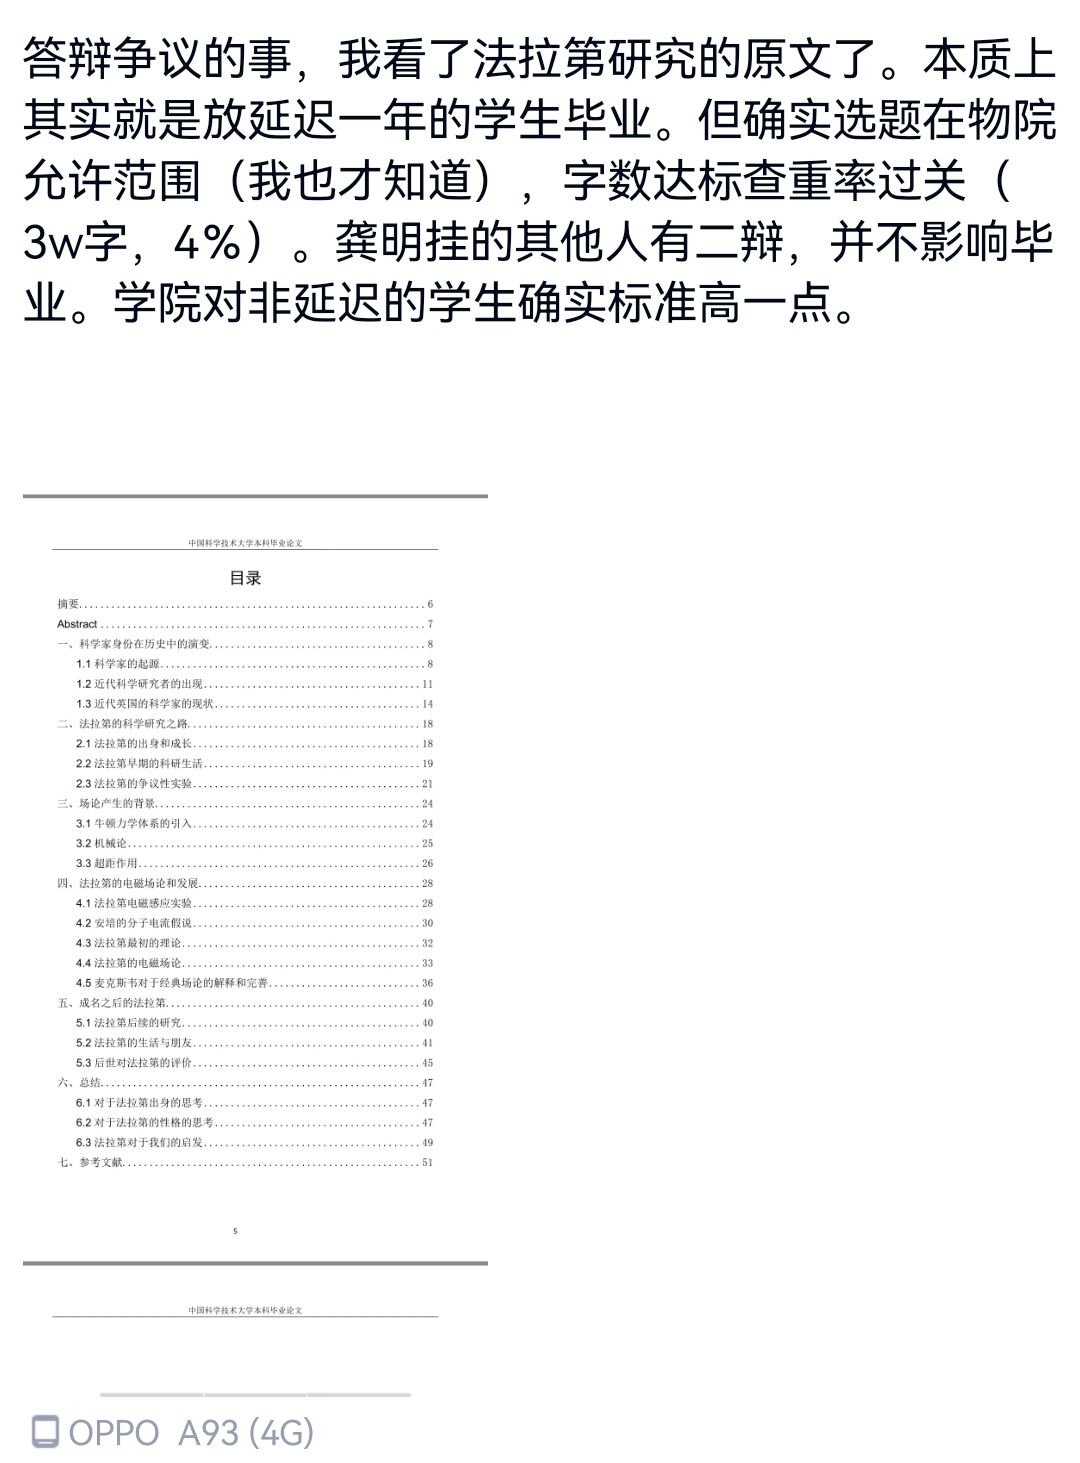 答辩争议的事，我看了法拉第研究的原文了。本质上
其实就是放延迟一年的学生毕业。但确实选题在物院
允许范围（我也才知道），字数达标查重率过关（
3w字，4%）。龚明挂的其他人有二辩，并不影响毕
业。学院对非延迟的学生确实标准高一点。
中国科学技术大学本科毕业论文
目录
摘要 6
Abstract 7
一、科学家身份在历史中的演变 8
1.1 科学家的起源 8
1.2 近代科学研究者的出现 11
1.3 近代英国的科学家的现状 14
二、法拉第的科学研究之路 18
2.1 法拉第的出身和成长 18
2.2 法拉第早期的科研生活 19
2.3 法拉第的争议性实验 21
三、场论产生的背景 24
3.1 牛顿力学体系的引入 24
3.2 机械论 25
3.3 超距作用 26
四、法拉第的电磁场论和发展 28
4.1 法拉第电磁感应实验 28
4.2 安培的分子电流假说 30
4.3 法拉第最初的理论 32
4.4 法拉第的电磁场论 33
4.5 麦克斯韦对于经典场论的解释和完善 36
五、成名之后的法拉第 40
5.1 法拉第后续的研究 40
5.2 法拉第的生活与朋友 41
5.3 后世对法拉第的评价 45
六、总结 47
6.1 对于法拉第出身的思考 47
6.2 对于法拉第的性格的思考 47
6.3 法拉第对于我们的启发 49
七、参考文献 51
5
中国科学技术大学本科毕业论文
OPPO A93 (4G)